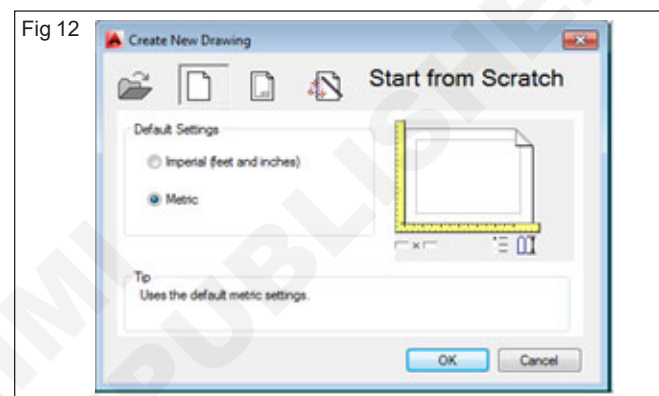 Fig 12
Create New Drawing
Start from Scratch
Default Settings
Imperial (feet and inches)
Metric
Tip
Uses the default metric settings.
OK
Cancel
PUBLISHE